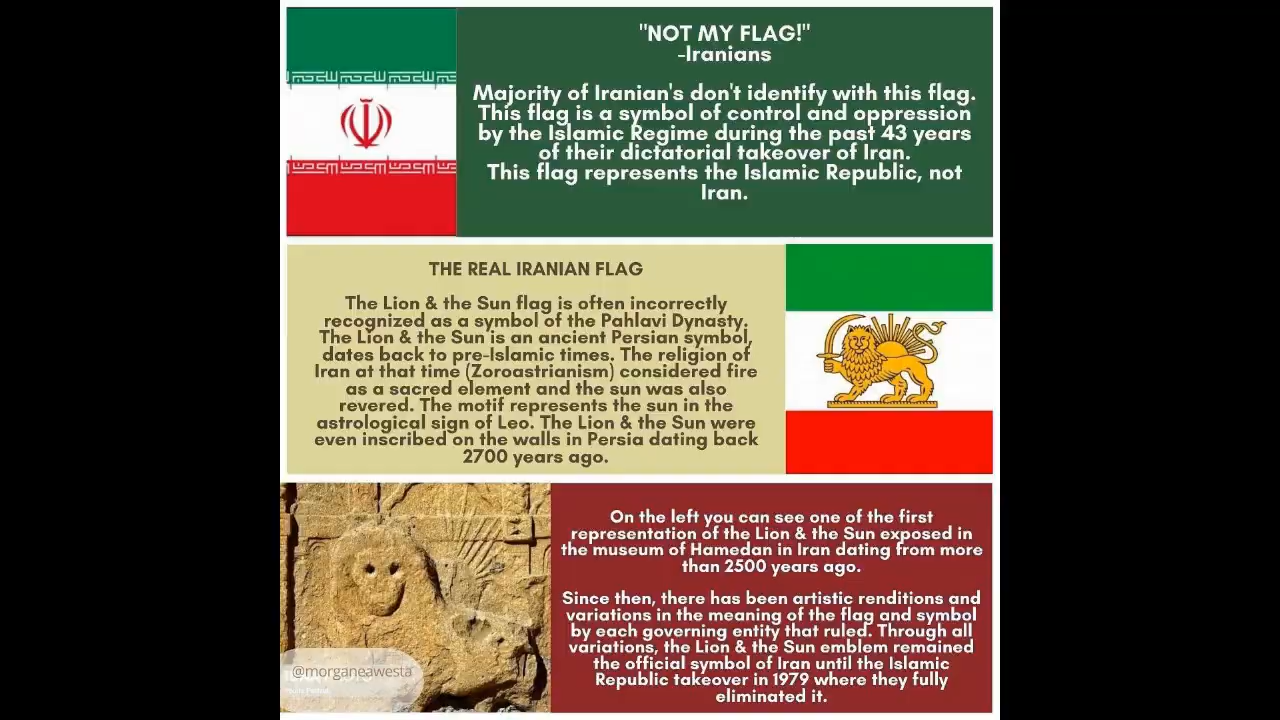 "NOT MY FLAG!"
-Iranians
Majority of Iranian's don't identify with this flag.
This flag is a symbol of control and oppression
by the Islamic Regime during the past 43 years
of their dictatorial takeover of Iran.
This flag represents the Islamic Republic, not
Iran.
THE REAL IRANIAN FLAG
The Lion & the Sun flag is often incorrectly
recognized as a symbol of the Pahlavi Dynasty.
The Lion & the Sun is an ancient Persian symbol,
dates back to pre-Islamic times. The religion of
Iran at that time (Zoroastrianism) considered fire
as a sacred element and the sun was also
revered. The motif represents the sun in the
astrological sign of Leo. The Lion & the Sun were
even inscribed on the walls in Persia dating back
2700 years ago.
On the left you can see one of the first
representation of the Lion & the Sun exposed in
the museum of Hamedan in Iran dating from more
than 2500 years ago.
Since then, there has been artistic renditions and
variations in the meaning of the flag and symbol
by each governing entity that ruled. Through all
variations, the Lion & the Sun emblem remained
the official symbol of Iran until the Islamic
Republic takeover in 1979 where they fully
eliminated it.
@morganeawesta